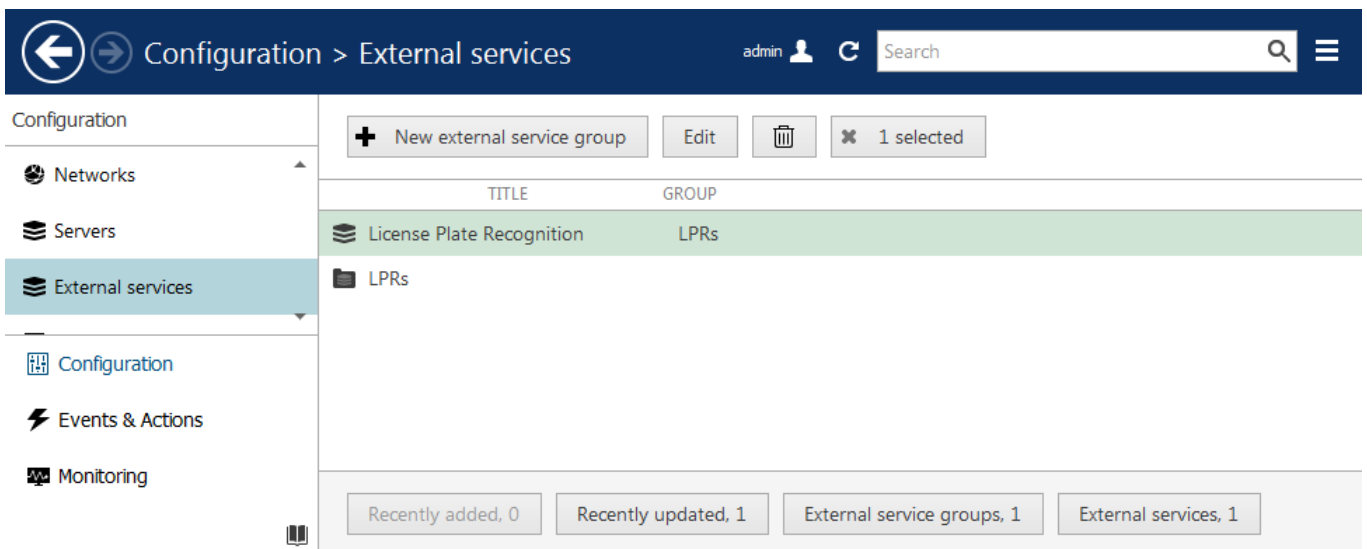 Configuration > External services
admin
Search
Configuration
Networks
Servers
External services
Configuration
Events & Actions
Monitoring
New external service group
Edit
1 selected
TITLE GROUP
License Plate Recognition LPRs
LPRs
Recently added, 0
Recently updated, 1
External service groups, 1
External services, 1